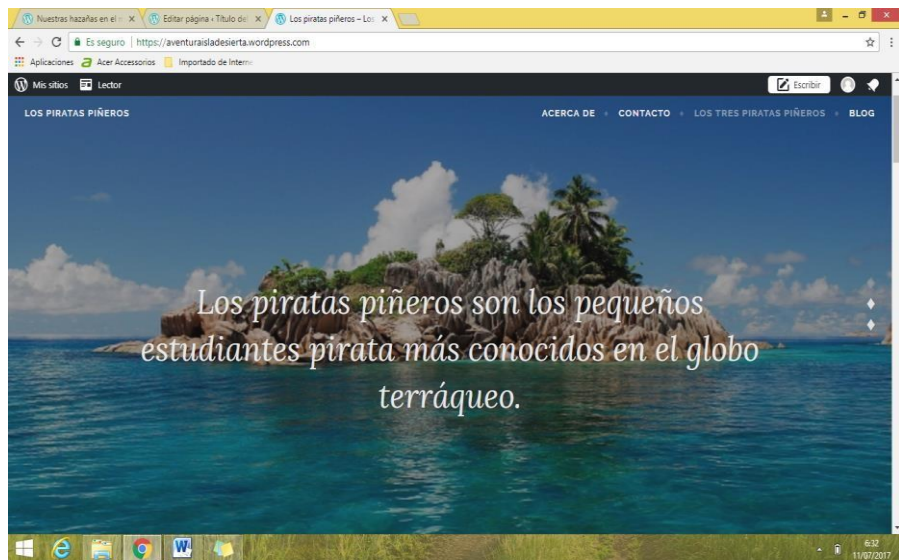 Nuestras hazañas en el
Editar página ‹ Título del
Los piratas piñeros – Los
Es seguro | https://aventuraisladesierta.wordpress.com
Aplicaciones Acer Accessorios Importado de Interne
Mis sitios Lector Escribir
LOS PIRATAS PIÑEROS ACERCA DE CONTACTO LOS TRES PIRATAS PIÑEROS BLOG
Los piratas piñeros son los pequeños
estudiantes pirata más conocidos en el globo
terráqueo.
6:32
11/07/2017